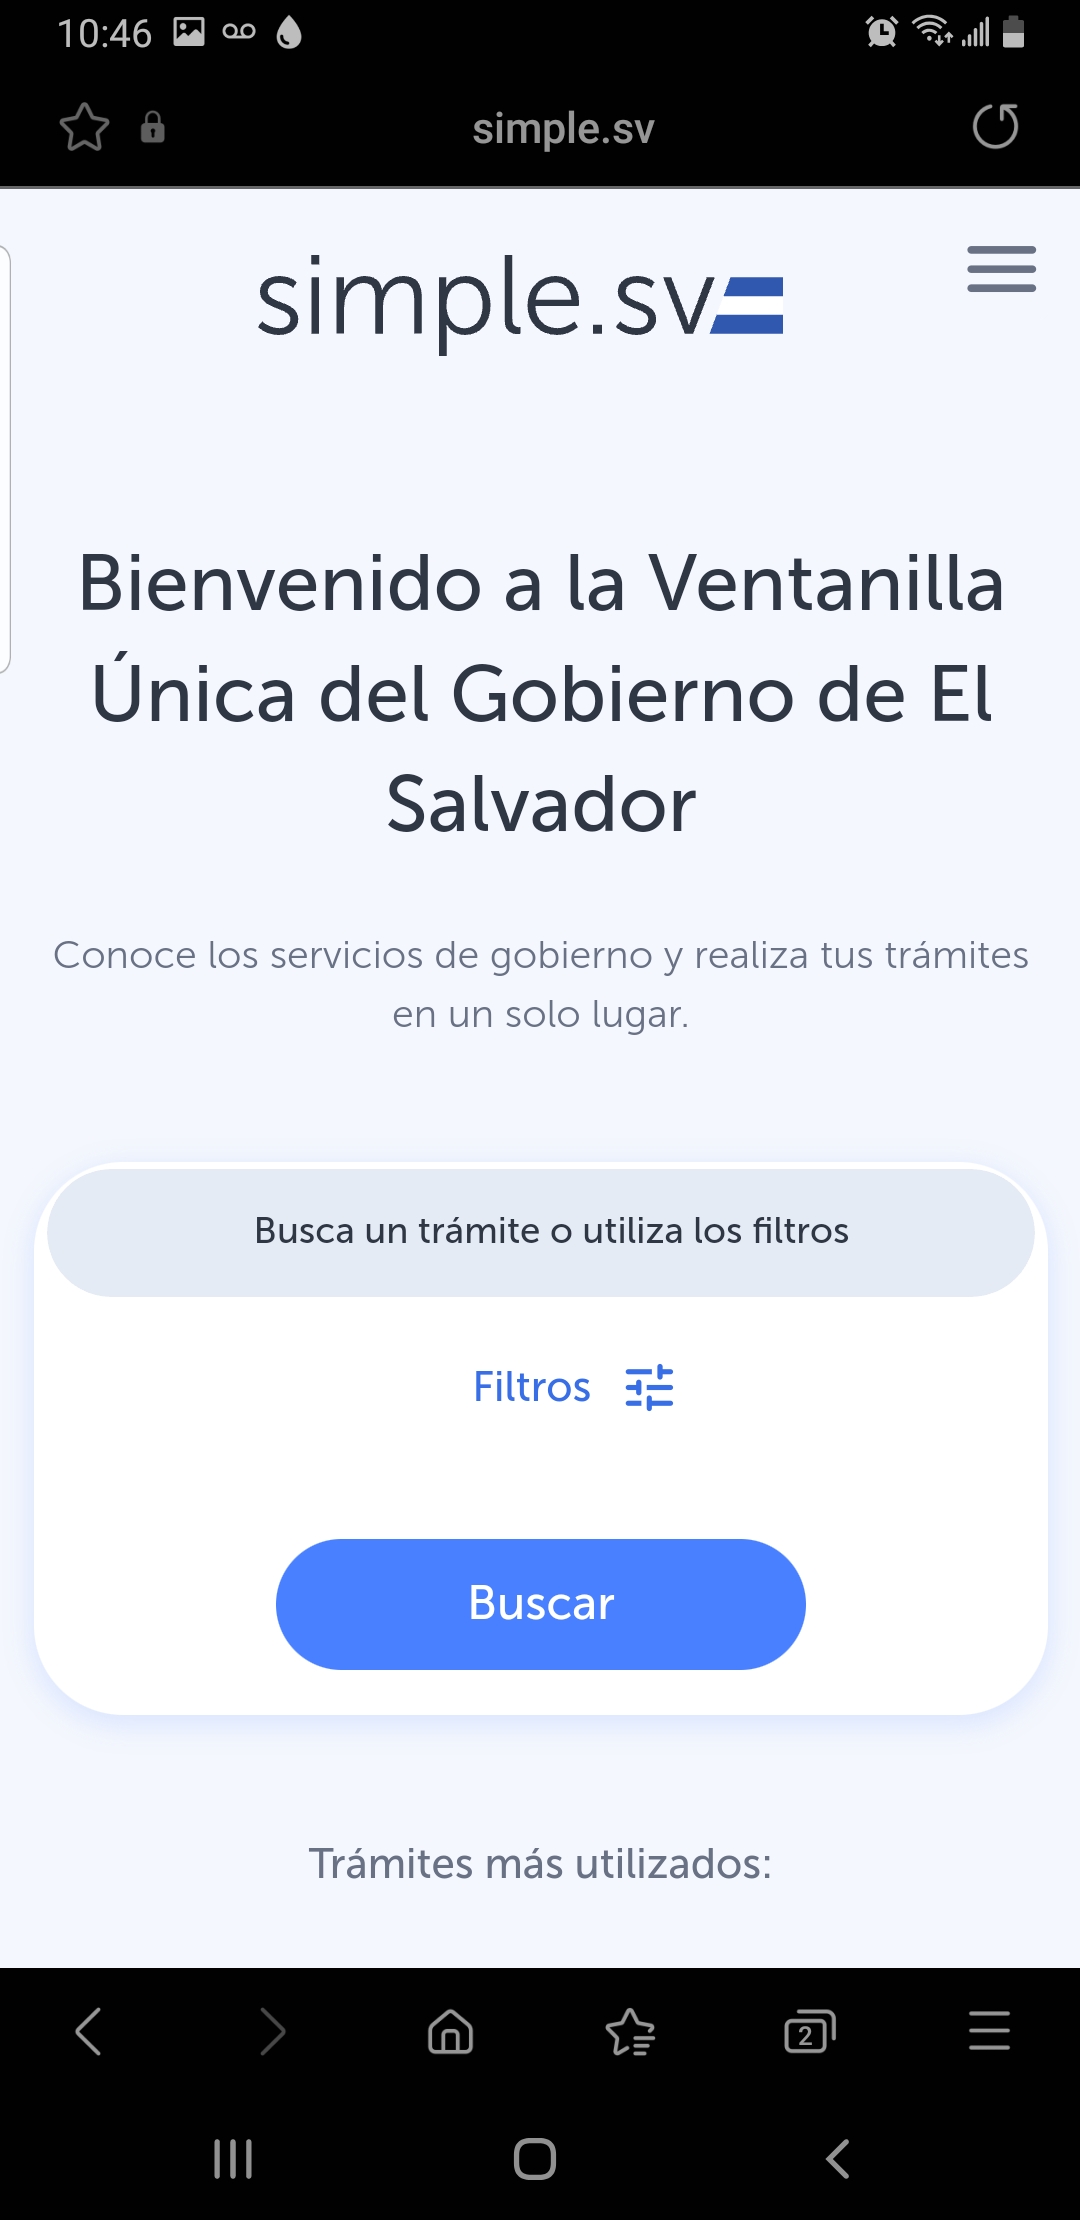 10:46
simple.sv
simple.sv
Bienvenido a la Ventanilla
Única del Gobierno de El
Salvador
Conoce los servicios de gobierno y realiza tus trámites
en un solo lugar.
Busca un trámite o utiliza los filtros
Filtros
Buscar
Trámites más utilizados:
2